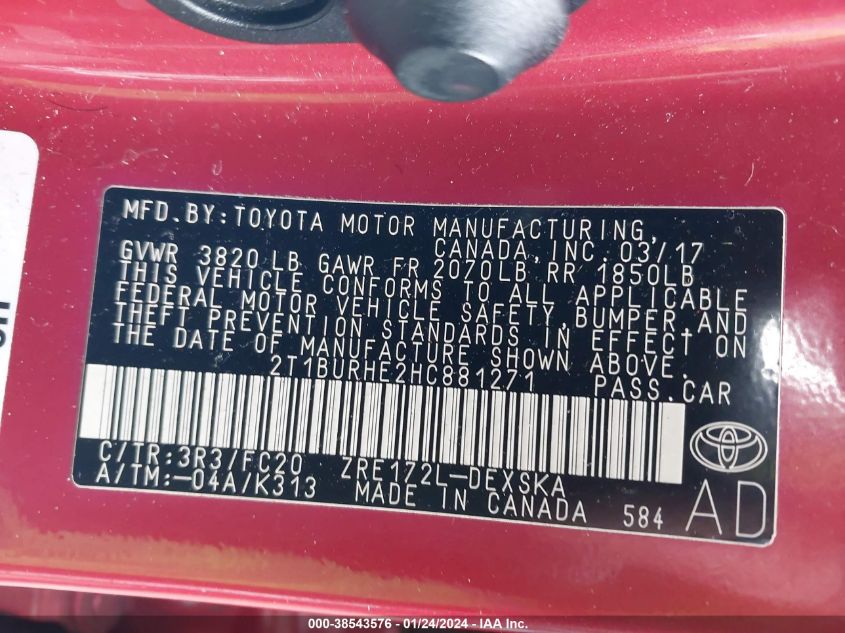 MFD.BY:TOYOTA MOTOR MANUFACTURING,
CANADA,INC. 03/17
GVWR 3820 LB GAWR FR 2070LB RR 1850LB
THIS VEHICLE CONFORMS TO ALL APPLICABLE
FEDERAL MOTOR VEHICLE SAFETY,BUMPER,AND
THEFT PREVENTION STANDARDS IN EFFECT ON
THE DATE OF MANUFACTURE SHOWN ABOVE.
2T1BURHE2HC881271 PASS.CAR
C/TR:3R3/FC20 ZRE172L-DEXSKA
A/TM:-04A/K313 MADE IN CANADA 584
AD
000-38543576 / 01/24/2024 - IAA Inc.